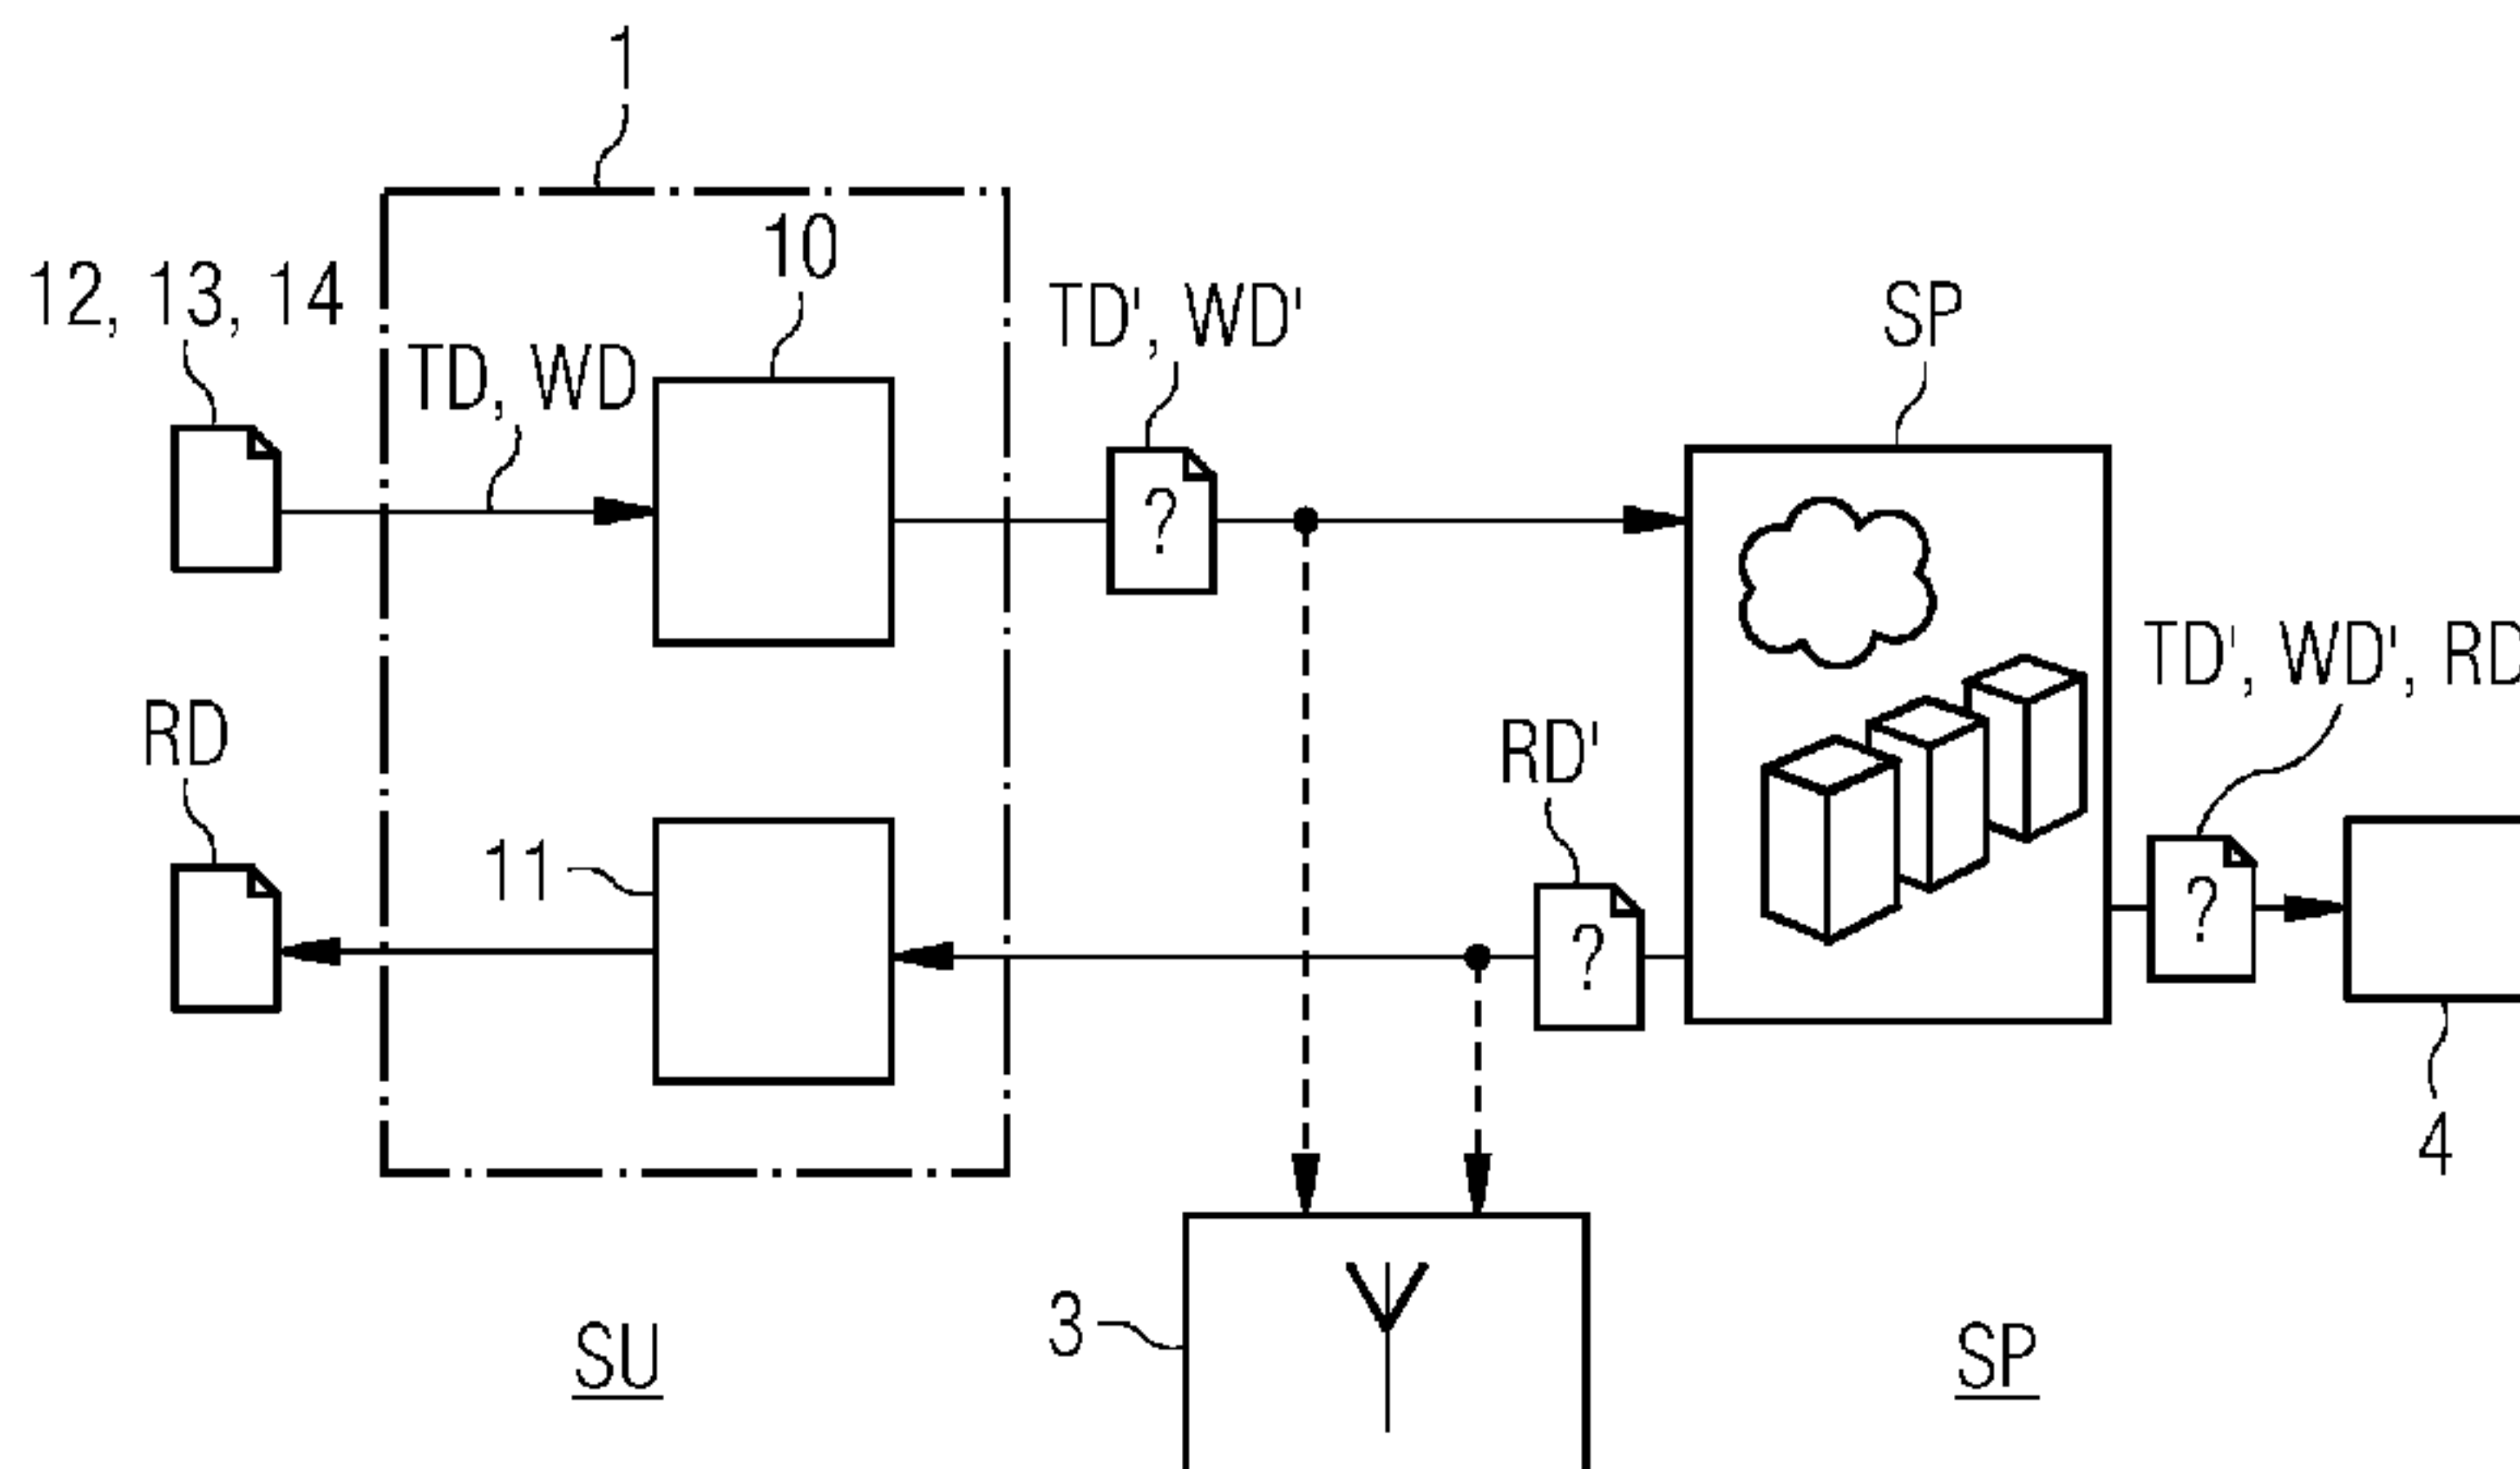 1
10
12, 13, 14
TD, WD
TD', WD'
SP
?
TD', WD', RD
RD
RD'
11
?
?
4
3
SU
SP